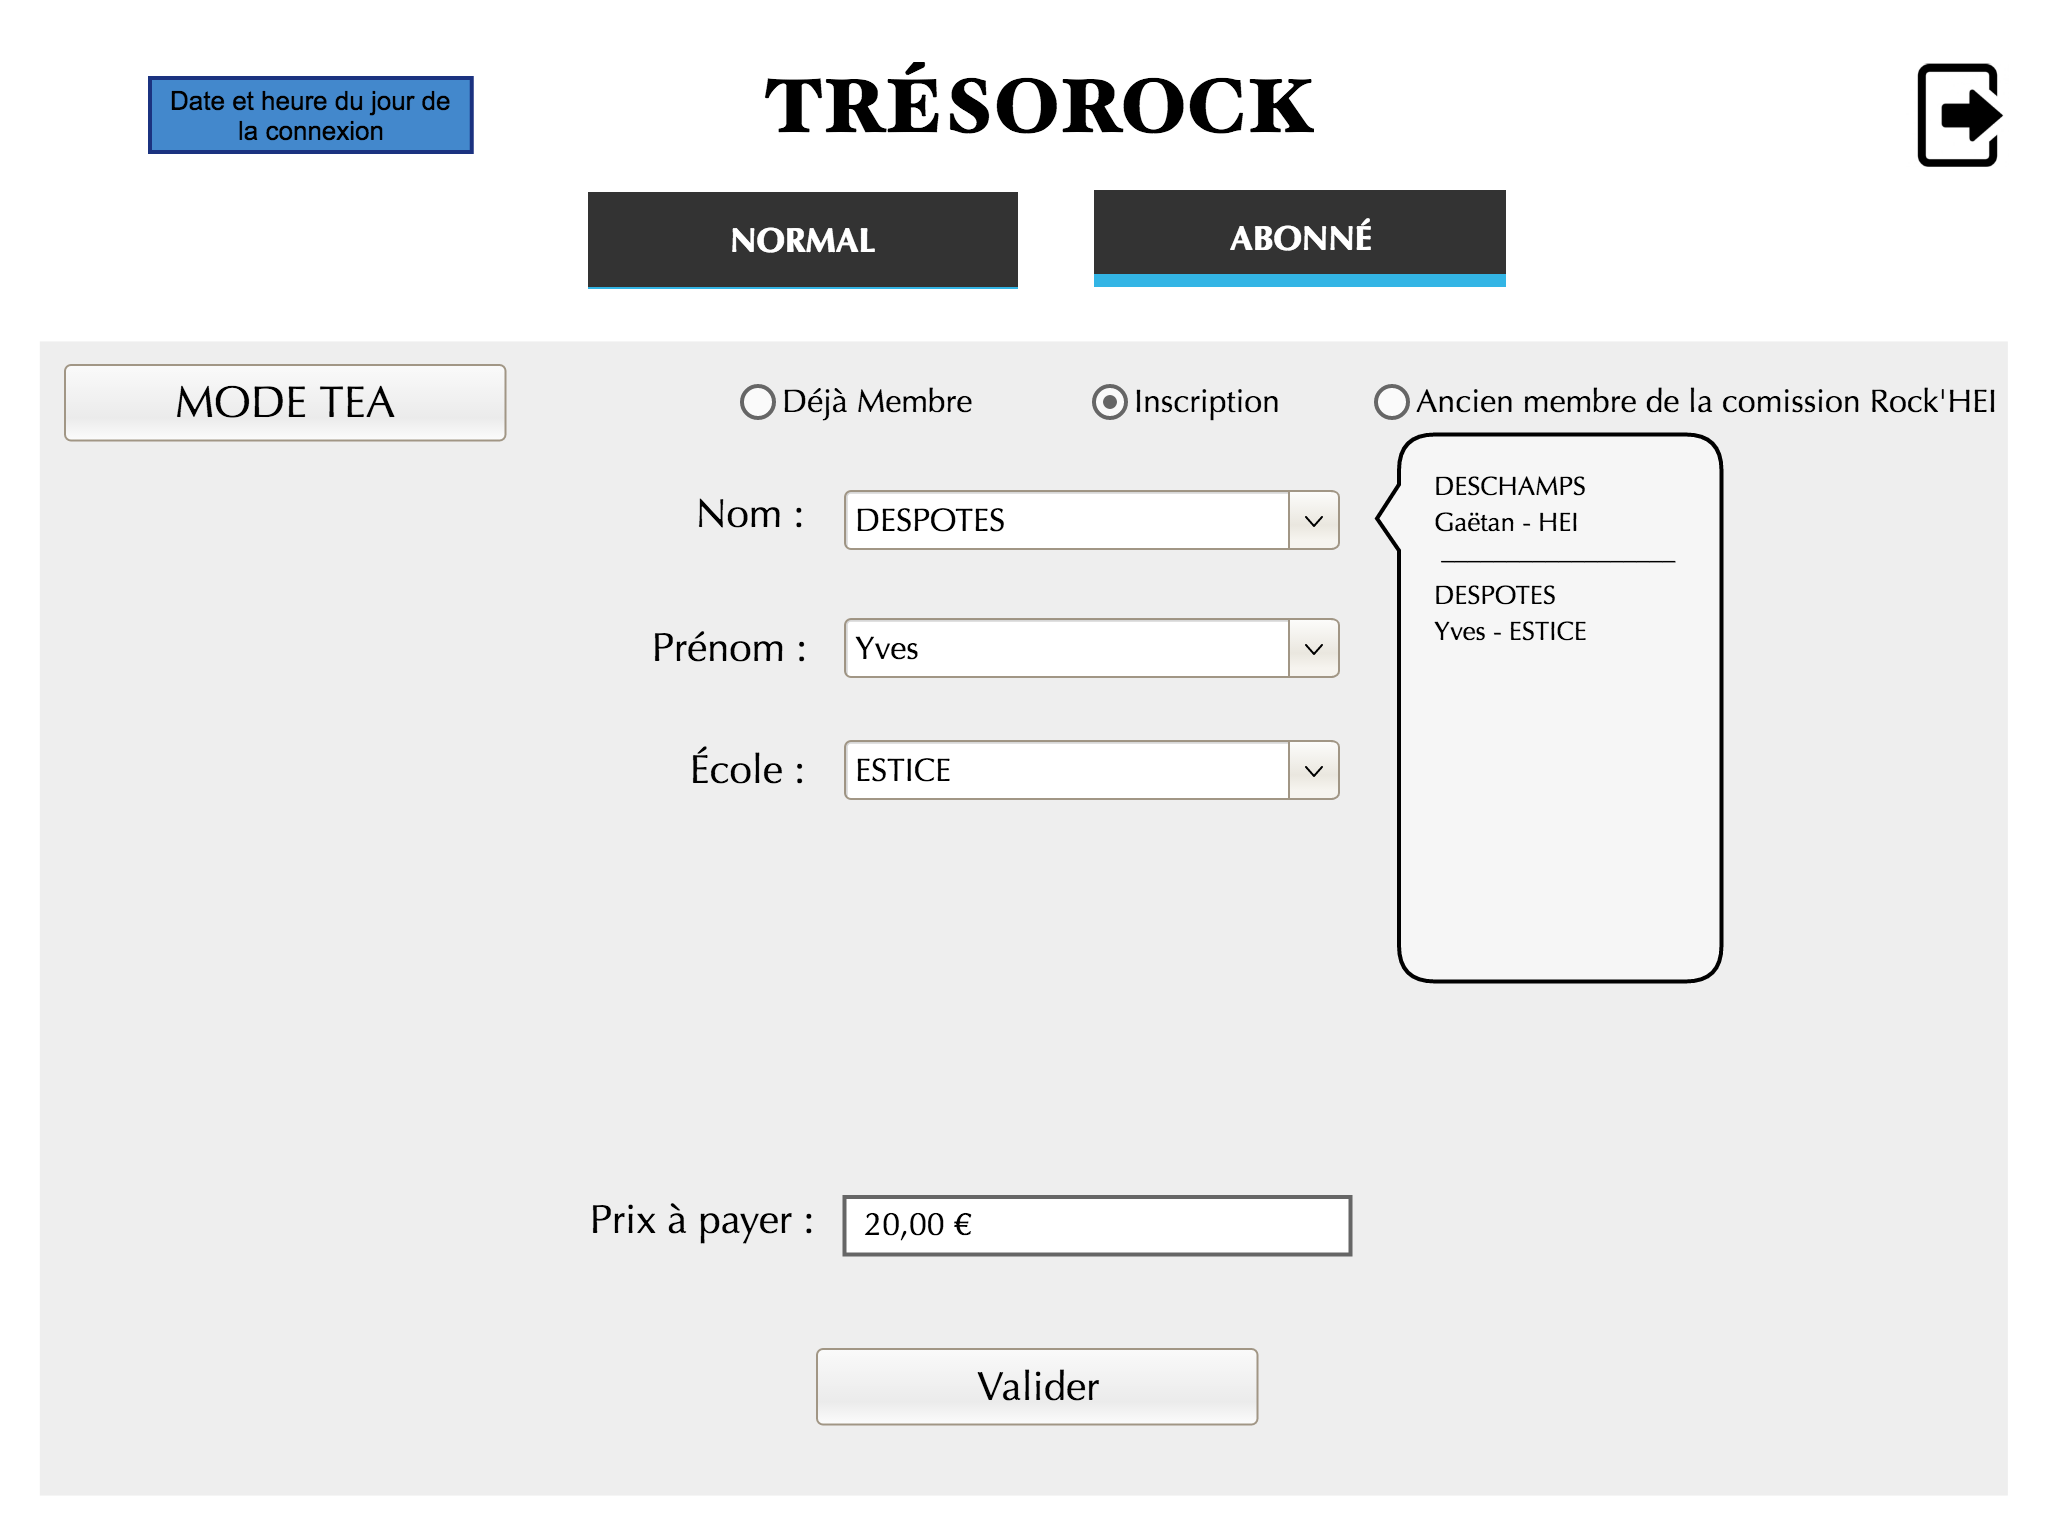 Date et heure du jour de
la connexion
TRÉSOROCK
NORMAL
ABONNÉ
MODE TEA
Déjà Membre
Inscription
Ancien membre de la comission Rock'HEI
Nom :
DESPOTES
Prénom :
Yves
École :
ESTICE
DESCHAMPS
Gaëtan - HEI
DESPOTES
Yves - ESTICE
Prix à payer :
20,00 €
Valider